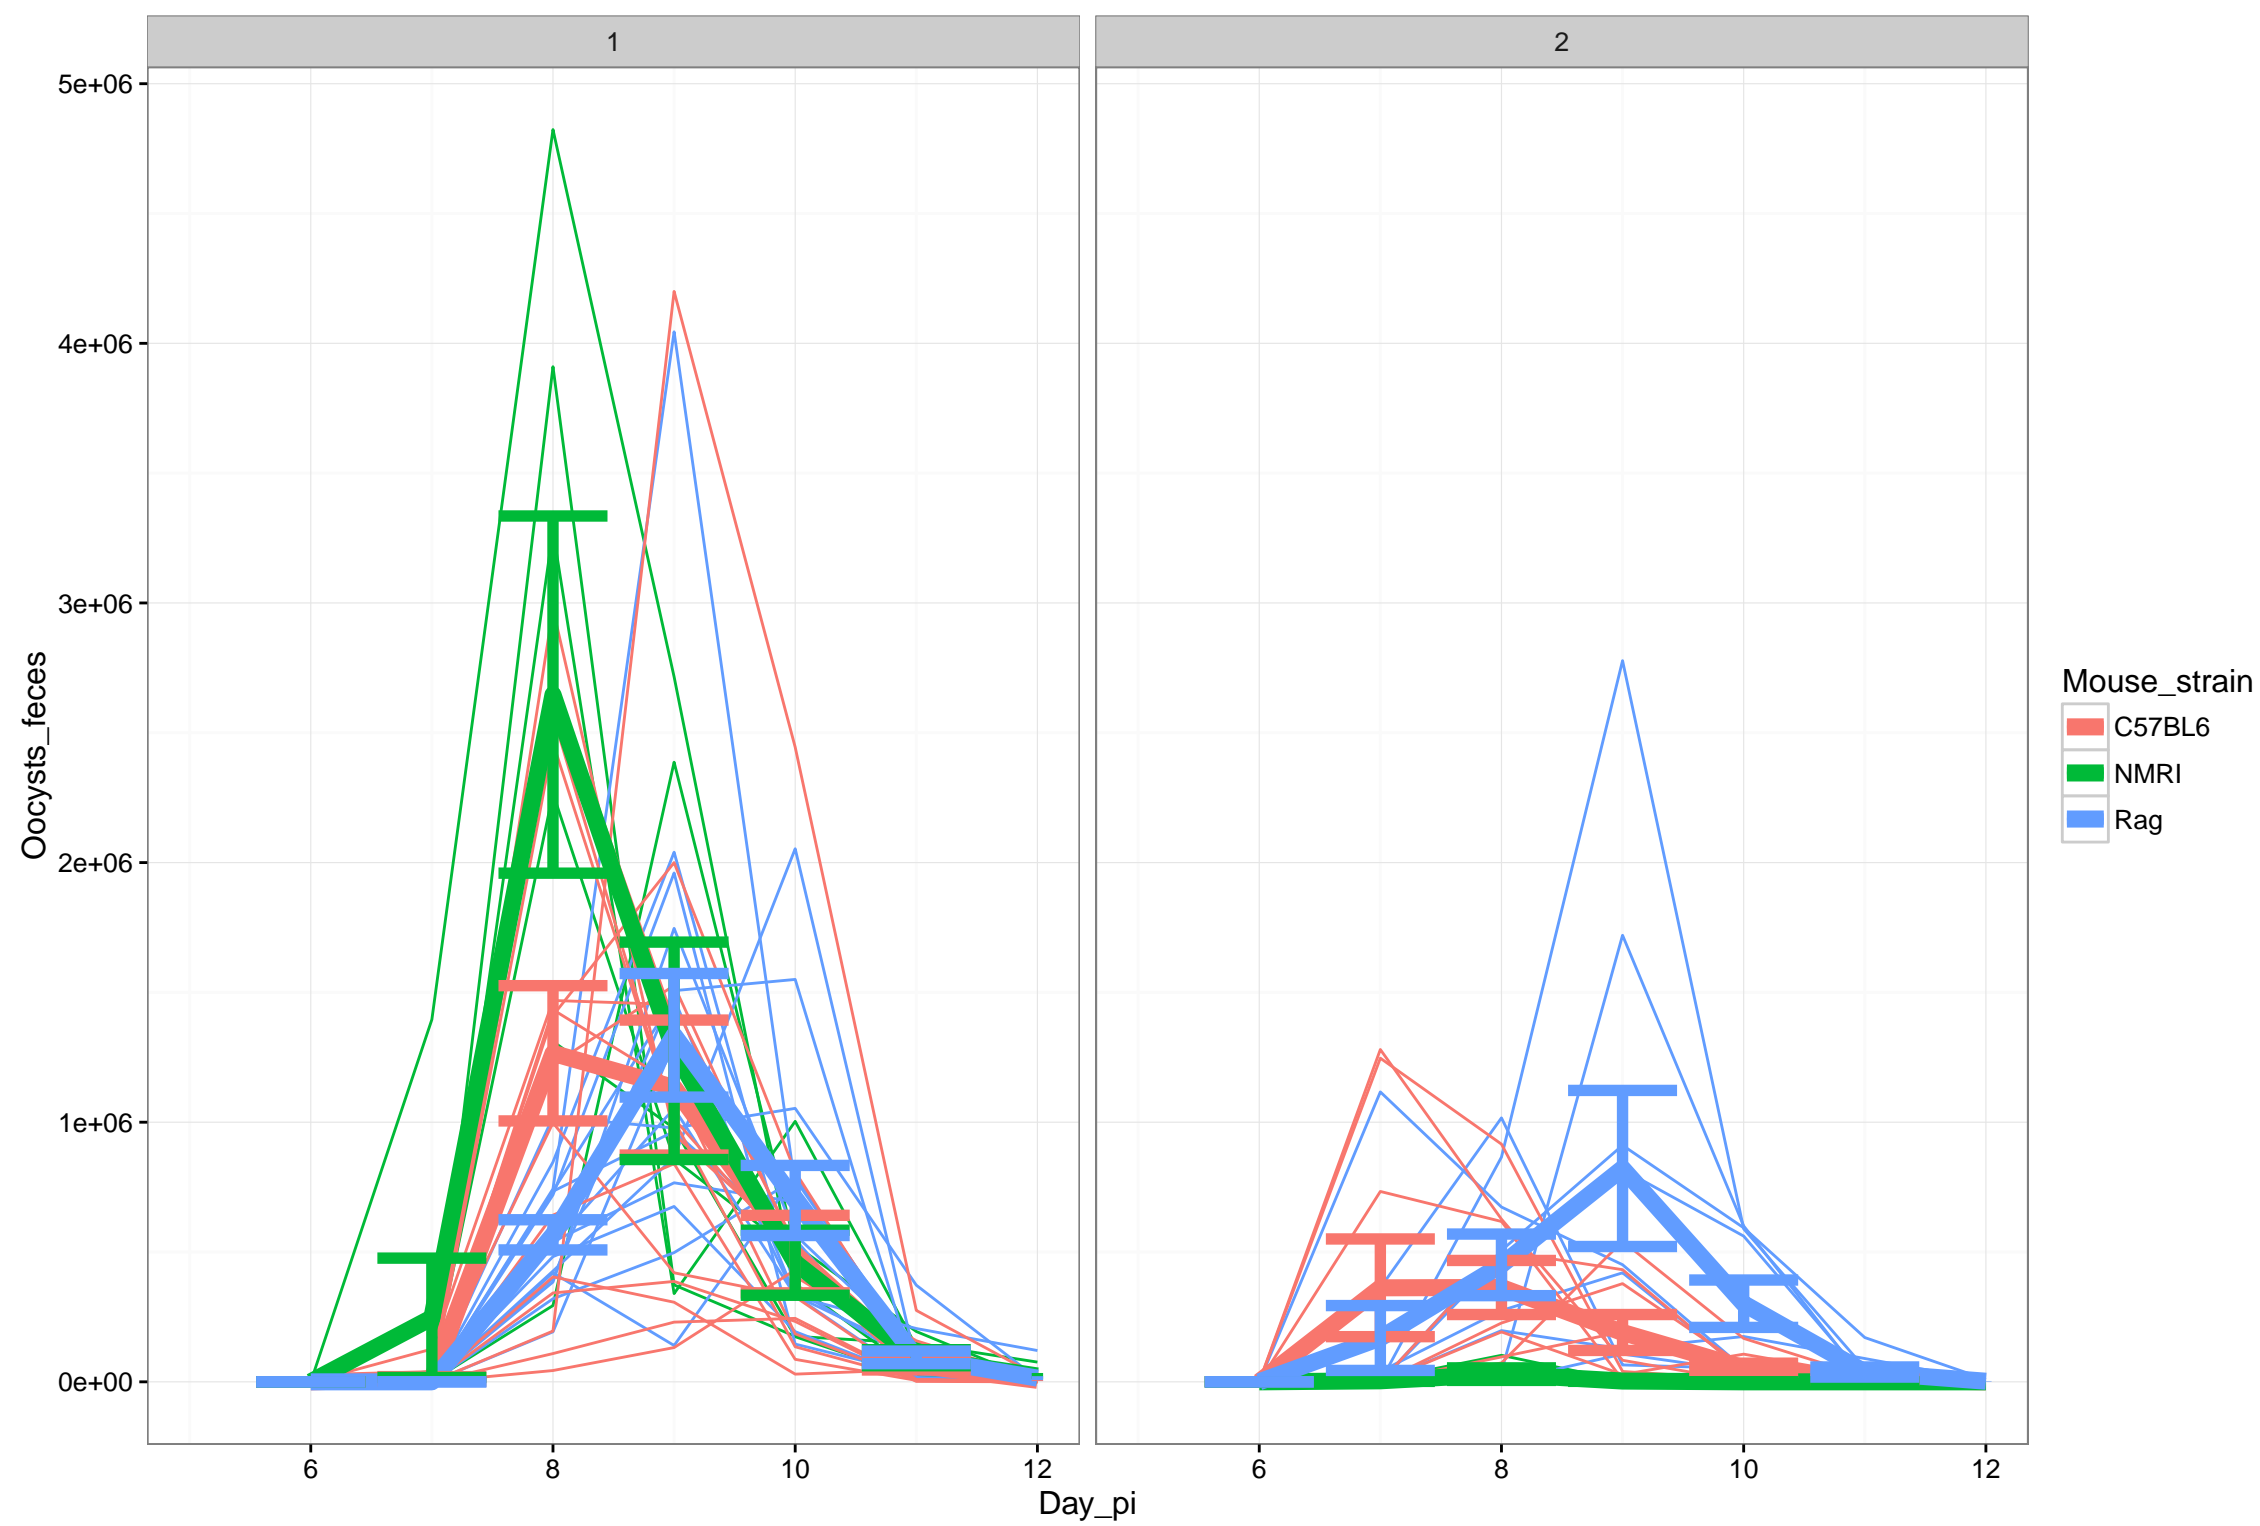 1
2
5e+06
4e+06
3e+06
2e+06
1e+06
0e+00
Oocysts_feces
6 8 10 12
6 8 10 12
Day_pi
Mouse_strain
C57BL6
NMRI
Rag